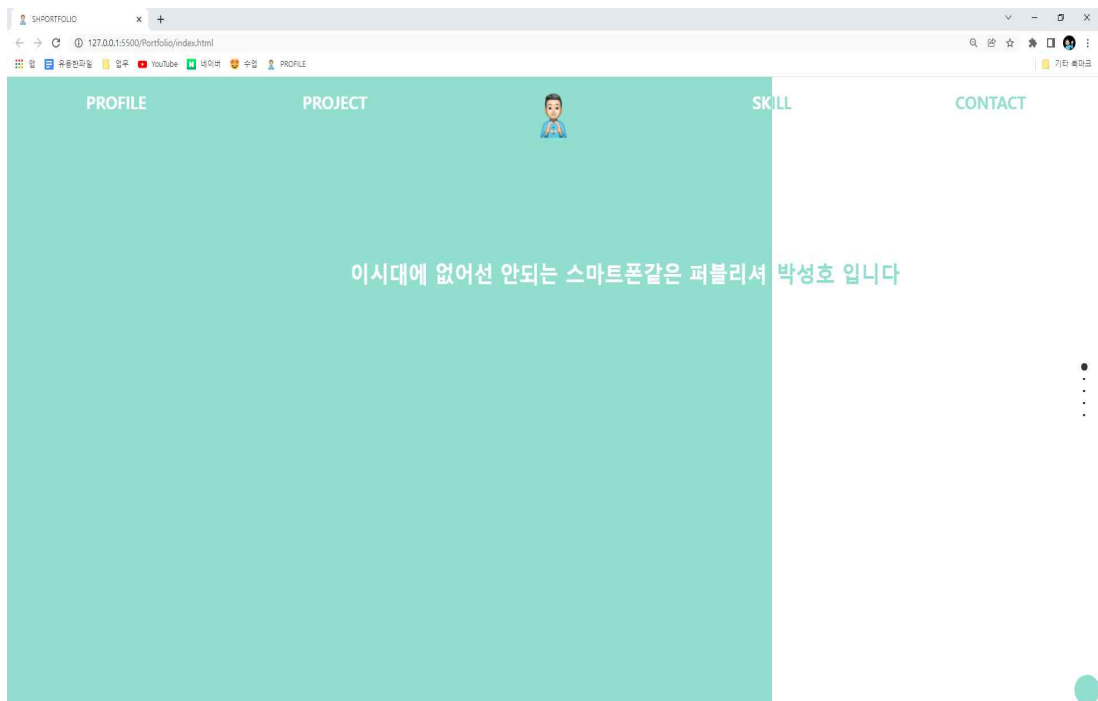 SHPORTFOLIO
127.0.0.1:5500/Portfolio/index.html
앱 유용한파일 업무 YouTube 네이버 수업 PROFILE 기타 북마크
PROFILE PROJECT SKILL CONTACT
이시대에 없어선 안되는 스마트폰같은 퍼블리셔 박성호 입니다